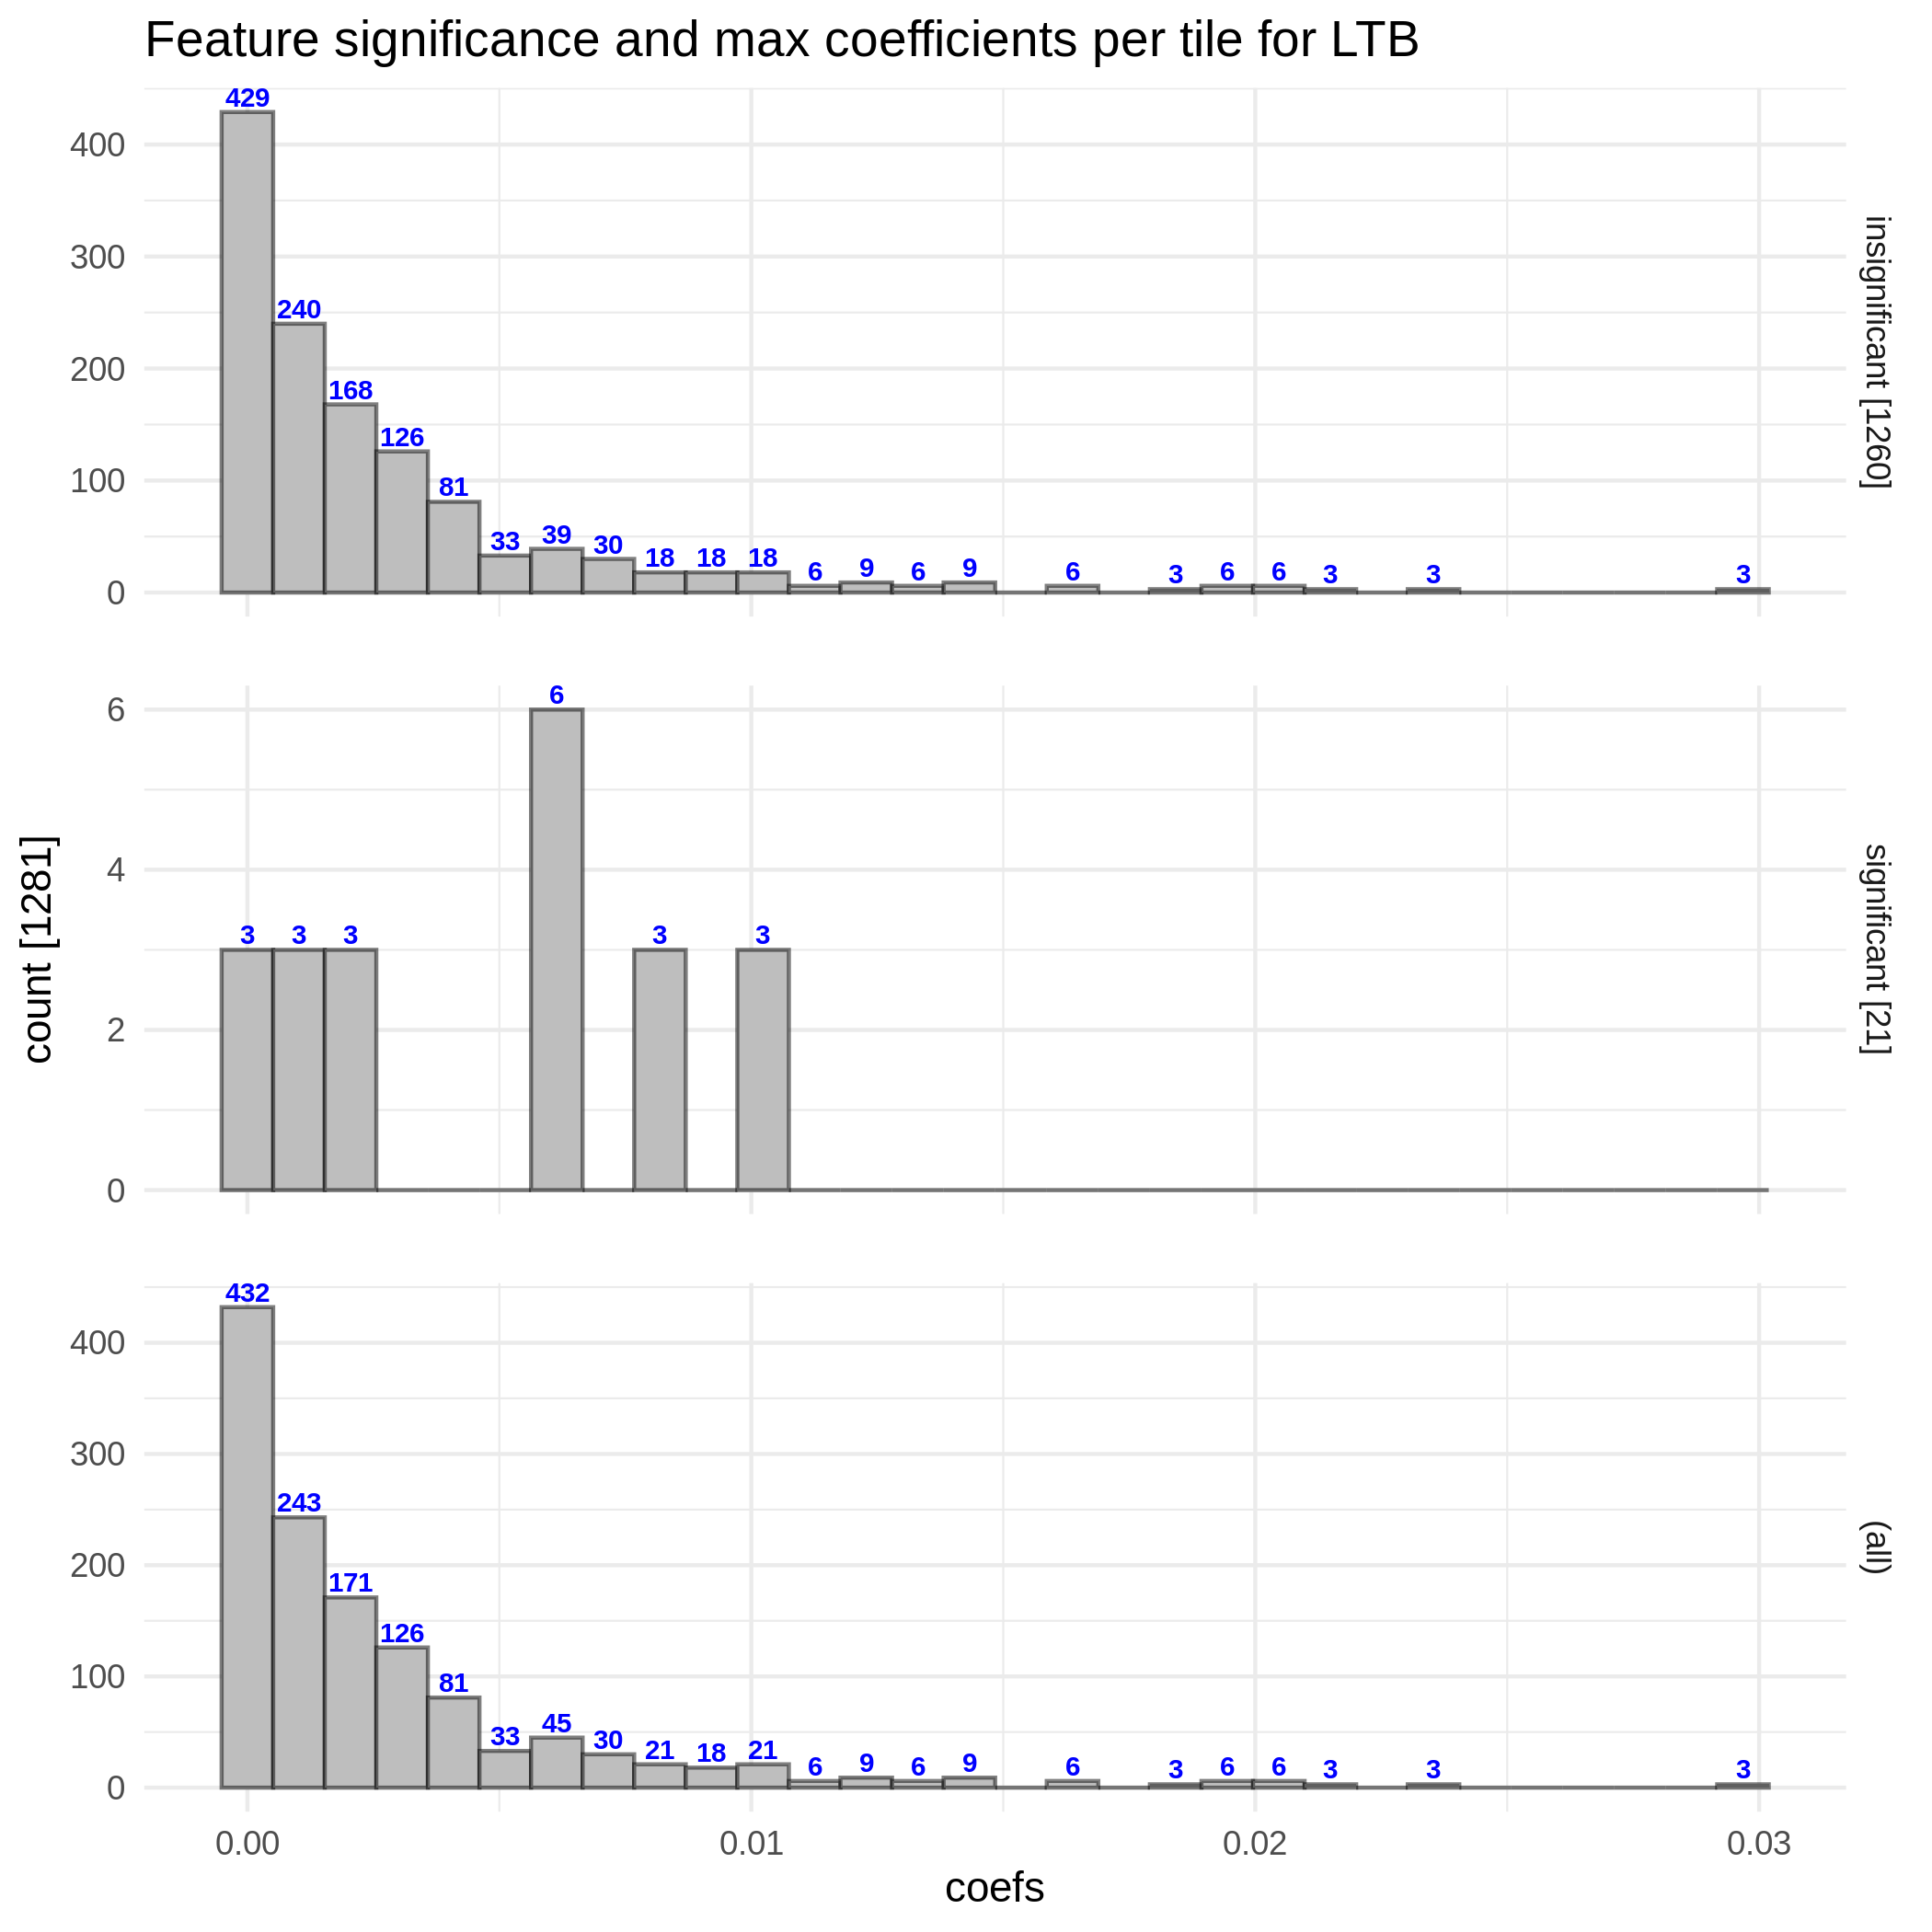 Feature significance and max coefficients per tile for LTB
429
400
300
240
200
168
126
100
81
33 39 30 18 18 18 6 9 6 9 6 3 6 6 3 3 3
0
insignificant [1260]
6
6
4
3 3 3 3 3
2
0
significant [21]
count [1281]
432
400
300
243
200
171
126
100
81
33 45 30 21 18 21 6 9 6 9 6 3 6 6 3 3 3
0
(all)
0.00 0.01 0.02 0.03
coefs